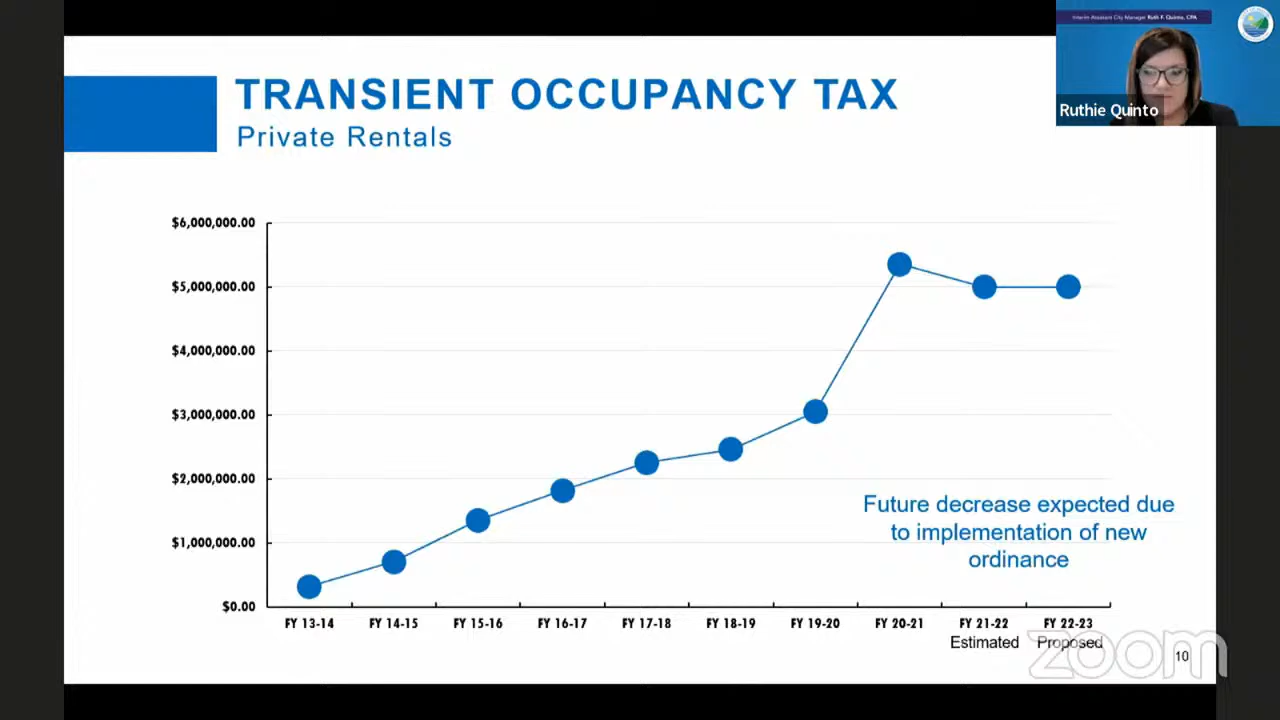 Interim Assistant City Manager Ruth F. Quinto, CPA
Ruthie Quinto
TRANSIENT OCCUPANCY TAX
Private Rentals
$6,000,000.00
$5,000,000.00
$4,000,000.00
$3,000,000.00
$2,000,000.00
$1,000,000.00
$0.00
Future decrease expected due
to implementation of new
ordinance
FY 13-14 FY 14-15 FY 15-16 FY 16-17 FY 17-18 FY 18-19 FY 19-20 FY 20-21 FY 21-22 FY 22-23
Estimated Proposed
zoom
10